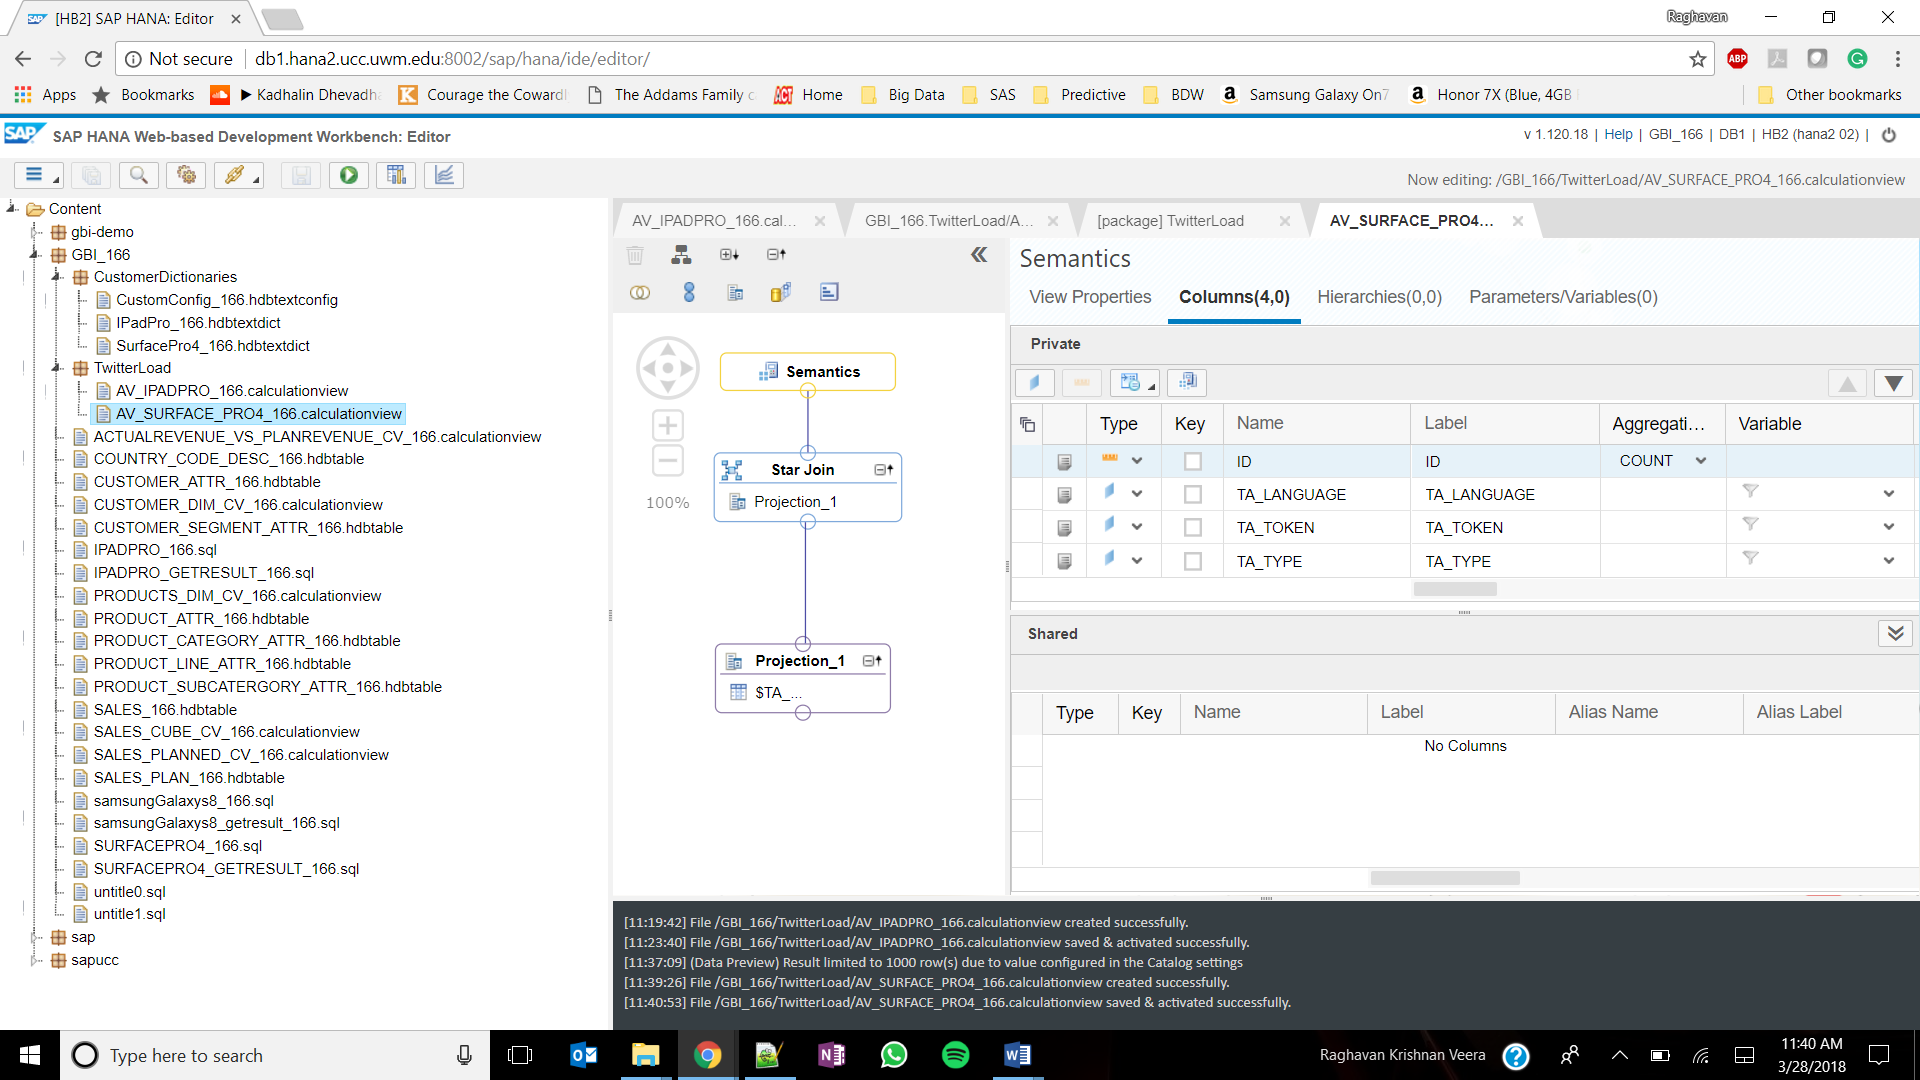 [HB2] SAP HANA: Editor
Raghavan
Not secure
db1.hana2.ucc.uwm.edu:8002/sap/hana/ide/editor/
ABP
Apps
Bookmarks
Kadhalin Dhevadha
Courage the Coward
The Addams Family c
ACT
Home
Big Data
SAS
Predictive
BDW
Samsung Galaxy On7
Honor 7X (Blue, 4GB
Other bookmarks
SAP
SAP HANA Web-based Development Workbench: Editor
v 1.120.18 | Help | GBI_166 | DB1 | HB2 (hana2 02) |
Now editing: /GBI_166/TwitterLoad/AV_SURFACE_PRO4_166.calculationview
Content
gbi-demo
GBI_166
CustomerDictionaries
CustomConfig_166.hdbtextconfig
IPadPro_166.hdbtextdict
SurfacePro4_166.hdbtextdict
TwitterLoad
AV_IPADPRO_166.calculationview
AV_SURFACE_PRO4_166.calculationview
ACTUALREVENUE_VS_PLANREVENUE_CV_166.calculationview
COUNTRY_CODE_DESC_166.hdbtable
CUSTOMER_ATTR_166.hdbtable
CUSTOMER_DIM_CV_166.calculationview
CUSTOMER_SEGMENT_ATTR_166.hdbtable
IPADPRO_166.sql
IPADPRO_GETRESULT_166.sql
PRODUCTS_DIM_CV_166.calculationview
PRODUCT_ATTR_166.hdbtable
PRODUCT_CATEGORY_ATTR_166.hdbtable
PRODUCT_LINE_ATTR_166.hdbtable
PRODUCT_SUBCATERGORY_ATTR_166.hdbtable
SALES_166.hdbtable
SALES_CUBE_CV_166.calculationview
SALES_PLANNED_CV_166.calculationview
SALES_PLAN_166.hdbtable
samsungGalaxys8_166.sql
samsungGalaxys8_getresult_166.sql
SURFACEPRO4_166.sql
SURFACEPRO4_GETRESULT_166.sql
untitle0.sql
untitle1.sql
sap
sapucc
AV_IPADPRO_166.cal...
GBI_166.TwitterLoad/A...
[package] TwitterLoad
AV_SURFACE_PRO4...
100%
Semantics
Star Join
Projection_1
Projection_1
$TA_...
Semantics
View Properties
Columns(4,0)
Hierarchies(0,0)
Parameters/Variables(0)
Private
Type Key Name Label Aggregati... Variable
ID ID COUNT
TA_LANGUAGE TA_LANGUAGE
TA_TOKEN TA_TOKEN
TA_TYPE TA_TYPE
Shared
Type Key Name Label Alias Name Alias Label
No Columns
[11:19:42] File /GBI_166/TwitterLoad/AV_IPADPRO_166.calculationview created successfully.
[11:23:40] File /GBI_166/TwitterLoad/AV_IPADPRO_166.calculationview saved & activated successfully.
[11:37:09] (Data Preview) Result limited to 1000 row(s) due to value configured in the Catalog settings
[11:39:26] File /GBI_166/TwitterLoad/AV_SURFACE_PRO4_166.calculationview created successfully.
[11:40:53] File /GBI_166/TwitterLoad/AV_SURFACE_PRO4_166.calculationview saved & activated successfully.
Type here to search
Raghavan Krishnan Veera
11:40 AM
3/28/2018